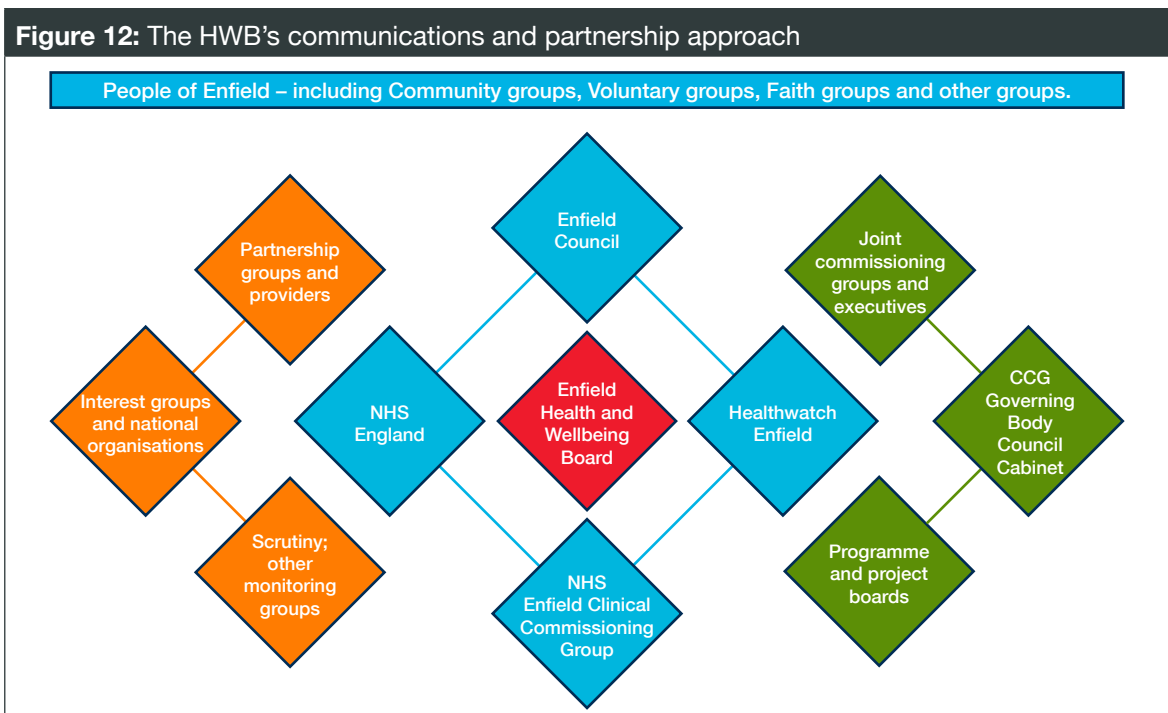 Figure 12: The HWB's communications and partnership approach
People of Enfield – including Community groups, Voluntary groups, Faith groups and other groups.
Partnership
groups and
providers
Interest groups
and national
organisations
Scrutiny;
other
monitoring
groups
Enfield
Council
NHS
England
Enfield
Health and
Wellbeing
Board
Healthwatch
Enfield
NHS
Enfield Clinical
Commissioning
Group
Joint
commissioning
groups and
executives
CCG
Governing
Body
Council
Cabinet
Programme
and project
boards